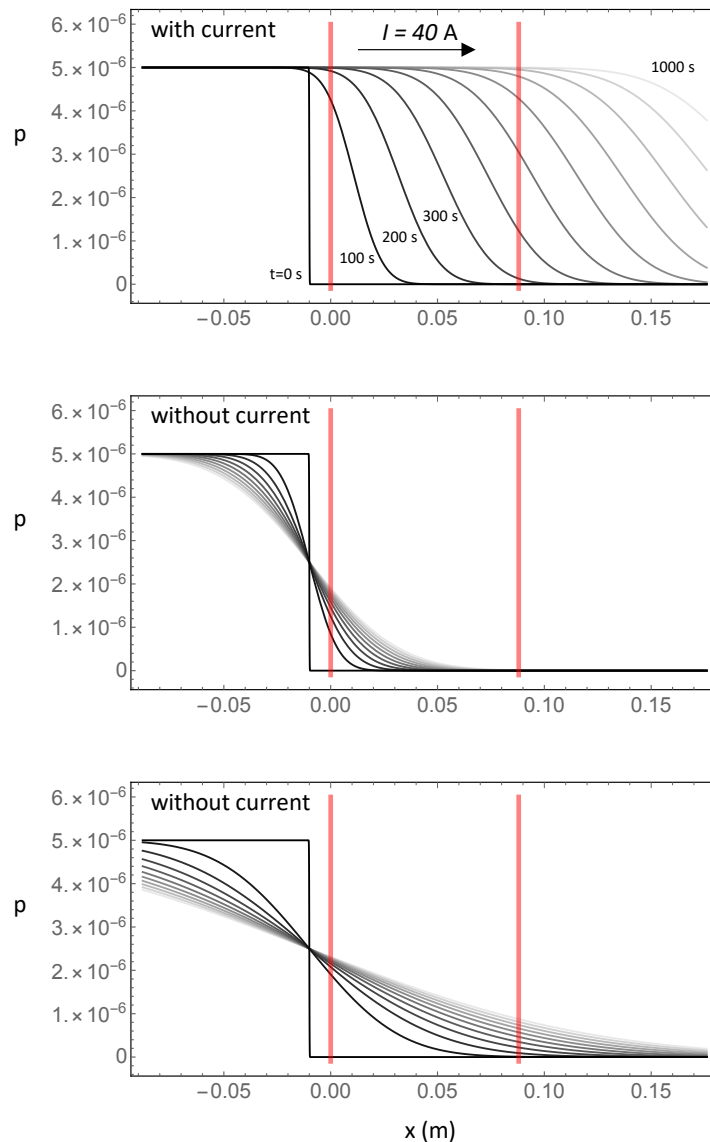 with current
I = 40 A
6. × 10⁻⁶
5. × 10⁻⁶
4. × 10⁻⁶
3. × 10⁻⁶
2. × 10⁻⁶
1. × 10⁻⁶
0
p
1000 s
300 s
200 s
100 s
t=0 s
−0.05 0.00 0.05 0.10 0.15
without current
6. × 10⁻⁶
5. × 10⁻⁶
4. × 10⁻⁶
3. × 10⁻⁶
2. × 10⁻⁶
1. × 10⁻⁶
0
p
−0.05 0.00 0.05 0.10 0.15
without current
6. × 10⁻⁶
5. × 10⁻⁶
4. × 10⁻⁶
3. × 10⁻⁶
2. × 10⁻⁶
1. × 10⁻⁶
0
p
−0.05 0.00 0.05 0.10 0.15
x (m)